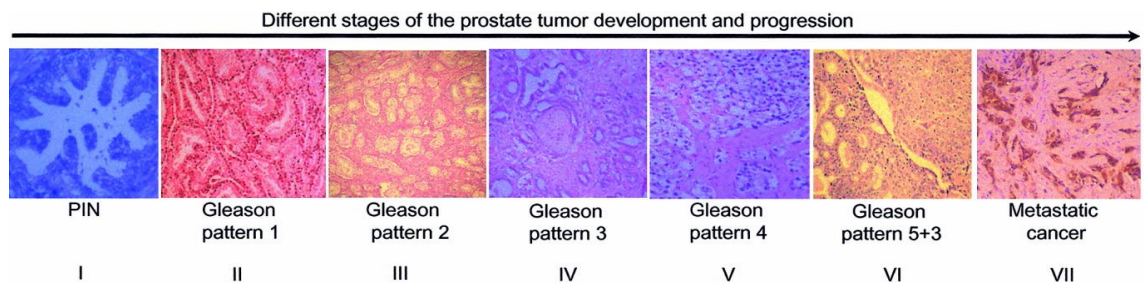 Different stages of the prostate tumor development and progression
PIN
Gleason
pattern 1
Gleason
pattern 2
Gleason
pattern 3
Gleason
pattern 4
Gleason
pattern 5+3
Metastatic
cancer
I
II
III
IV
V
VI
VII